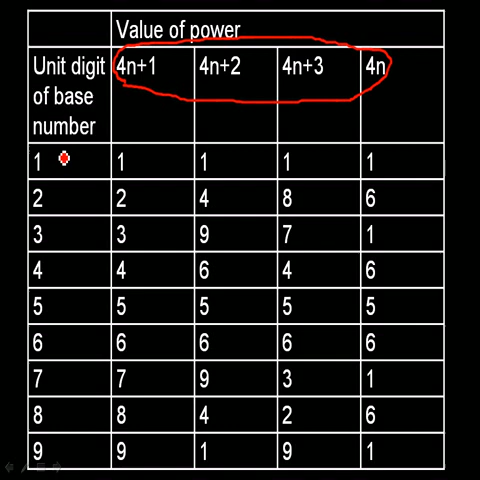 Value of power
Unit digit of base number 4n+1 4n+2 4n+3 4n
1 1 1 1 1
2 2 4 8 6
3 3 9 7 1
4 4 6 4 6
5 5 5 5 5
6 6 6 6 6
7 7 9 3 1
8 8 4 2 6
9 9 1 9 1